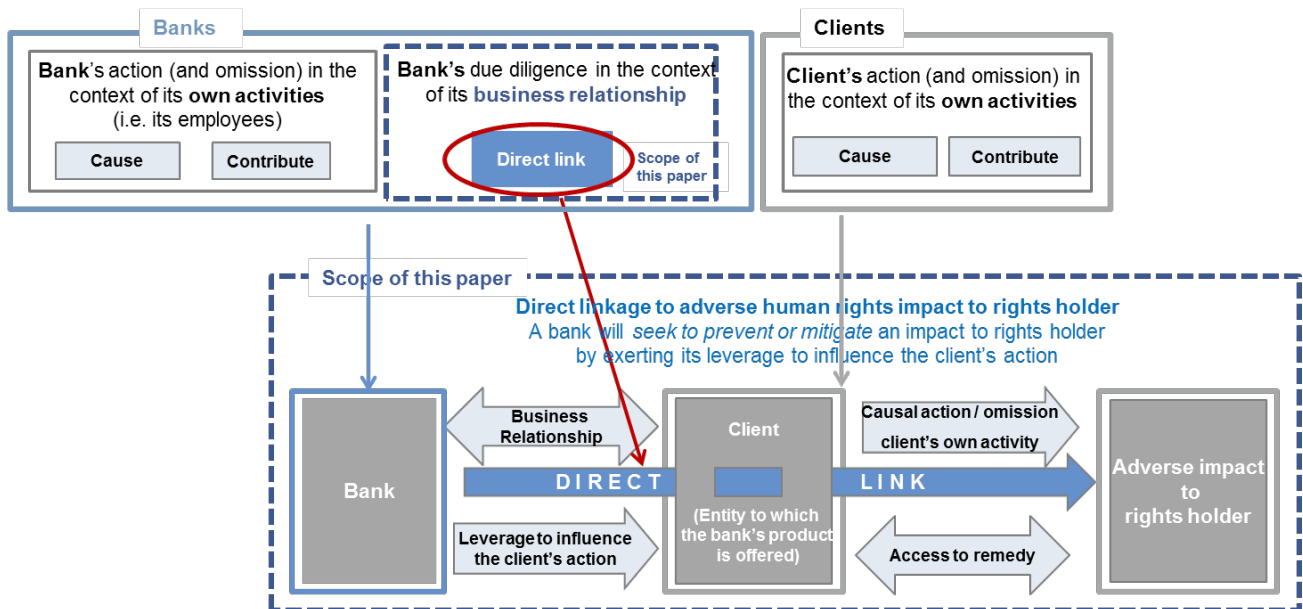 Banks
Bank's action (and omission) in the
context of its own activities
(i.e. its employees)
Cause
Contribute
Bank's due diligence in the context
of its business relationship
Direct link
Scope of
this paper
Clients
Client's action (and omission) in
the context of its own activities
Cause
Contribute
Scope of this paper
Direct linkage to adverse human rights impact to rights holder
A bank will seek to prevent or mitigate an impact to rights holder
by exerting its leverage to influence the client's action
Bank
Business
Relationship
DIRECT
Leverage to influence
the client's action
Client
(Entity to which
the bank's product
is offered)
Causal action / omission
client's own activity
LINK
Access to remedy
Adverse impact
to
rights holder